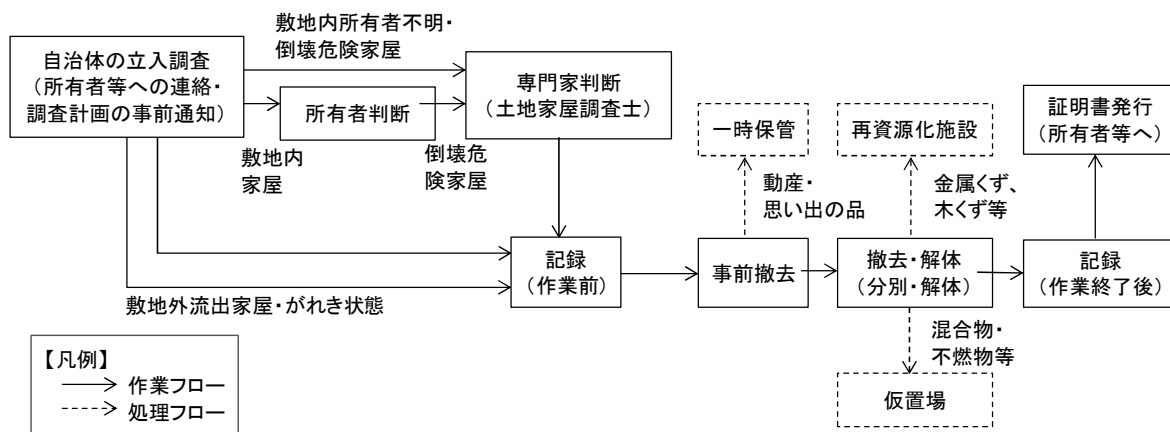 敷地内所有者不明・
倒壊危険家屋
自治体の立入調査
（所有者等への連絡・
調査計画の事前通知）
所有者判断
専門家判断
（土地家屋調査士）
敷地内
家屋
倒壊危
険家屋
一時保管
再資源化施設
証明書発行
（所有者等へ）
動産・
思い出の品
金属くず、
木くず等
記録
（作業前）
事前撤去
撤去・解体
（分別・解体）
記録
（作業終了後）
敷地外流出家屋・がれき状態
混合物・
不燃物等
仮置場
【凡例】
作業フロー
処理フロー